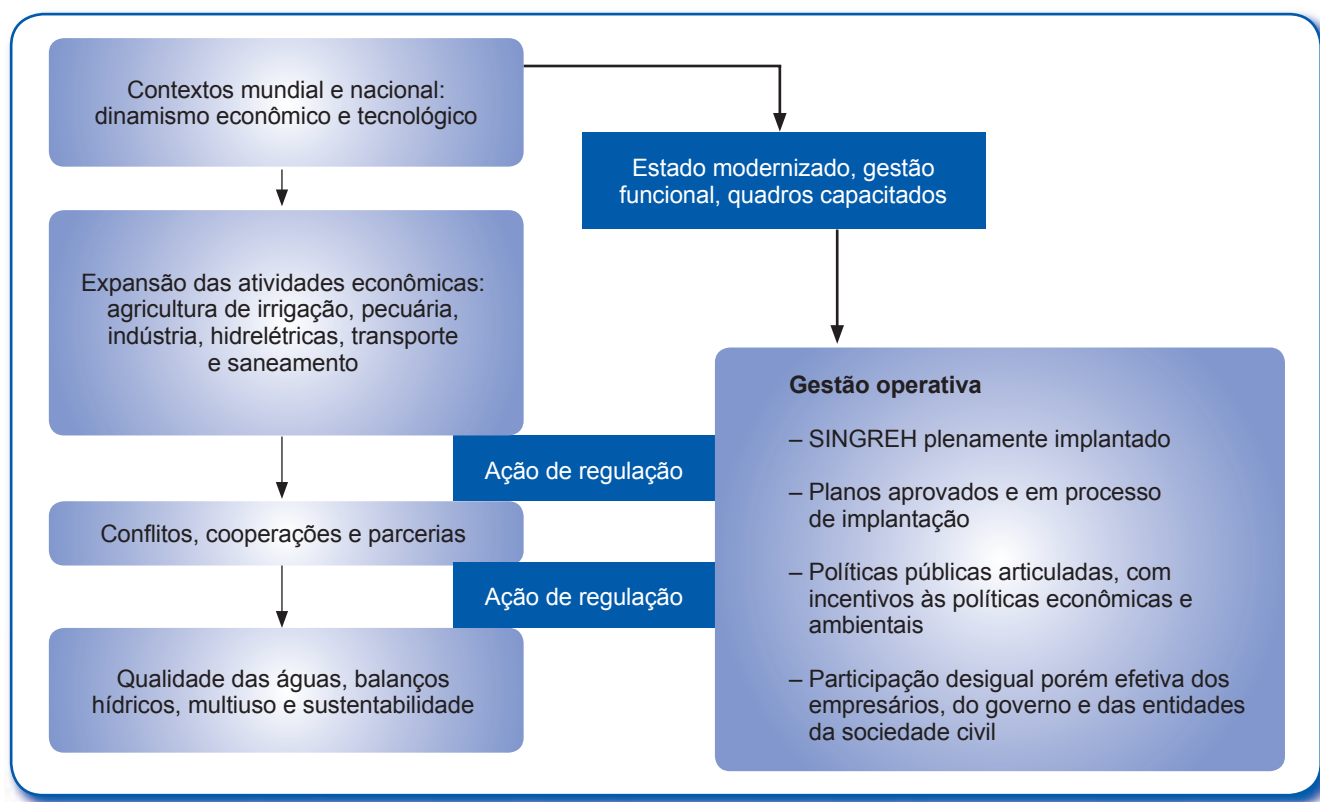 Contextos mundial e nacional:
dinamismo econômico e tecnológico
Estado modernizado, gestão
funcional, quadros capacitados
Expansão das atividades econômicas:
agricultura de irrigação, pecuária,
indústria, hidrelétricas, transporte
e saneamento
Ação de regulação
Conflitos, cooperações e parcerias
Ação de regulação
Qualidade das águas, balanços
hídricos, multiuso e sustentabilidade
Gestão operativa
– SINGREH plenamente implantado
– Planos aprovados e em processo
de implantação
– Políticas públicas articuladas, com
incentivos às políticas econômicas e
ambientais
– Participação desigual porém efetiva dos
empresários, do governo e das entidades
da sociedade civil